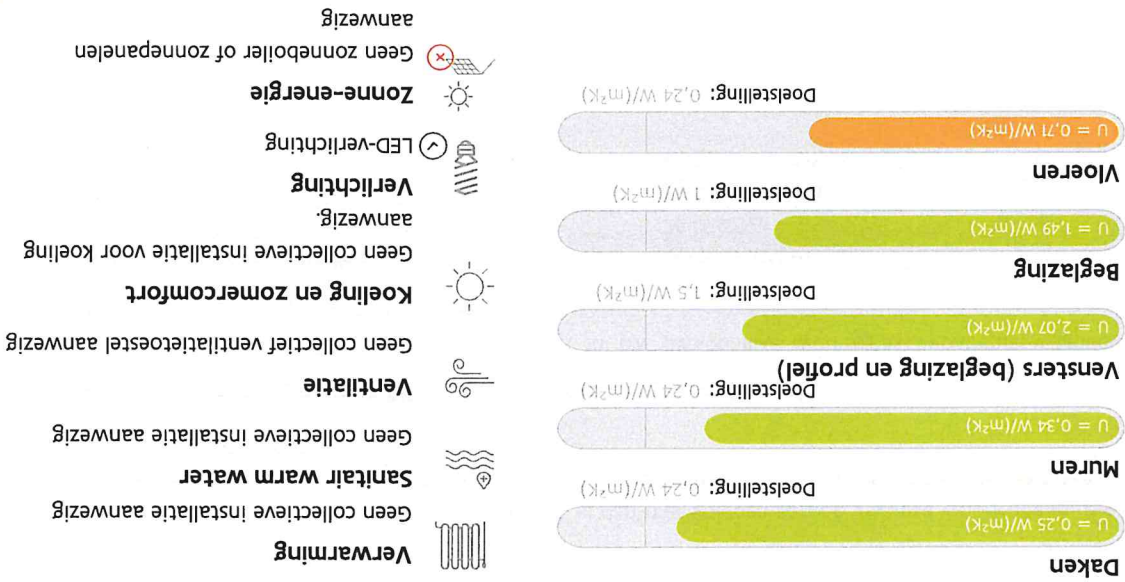 Daken
U = 0,25 W/(m²K)
Doelstelling: 0,24 W/(m²K)
Muren
U = 0,34 W/(m²K)
Doelstelling: 0,24 W/(m²K)
Vensters (beglazing en profiel)
U = 2,07 W/(m²K)
Doelstelling: 1,5 W/(m²K)
Beglazing
U = 1,49 W/(m²K)
Doelstelling: 1 W/(m²K)
Vloeren
U = 0,71 W/(m²K)
Doelstelling: 0,24 W/(m²K)
Verwarming
Geen collectieve installatie aanwezig
Sanitair warm water
Geen collectieve installatie aanwezig
Ventilatie
Geen collectief ventilatietoestel aanwezig
Koeling en zomercomfort
Geen collectieve installatie voor koeling
aanwezig.
Verlichting
LED-verlichting
Zonne-energie
Geen zonneboiler of zonnepanelen
aanwezig